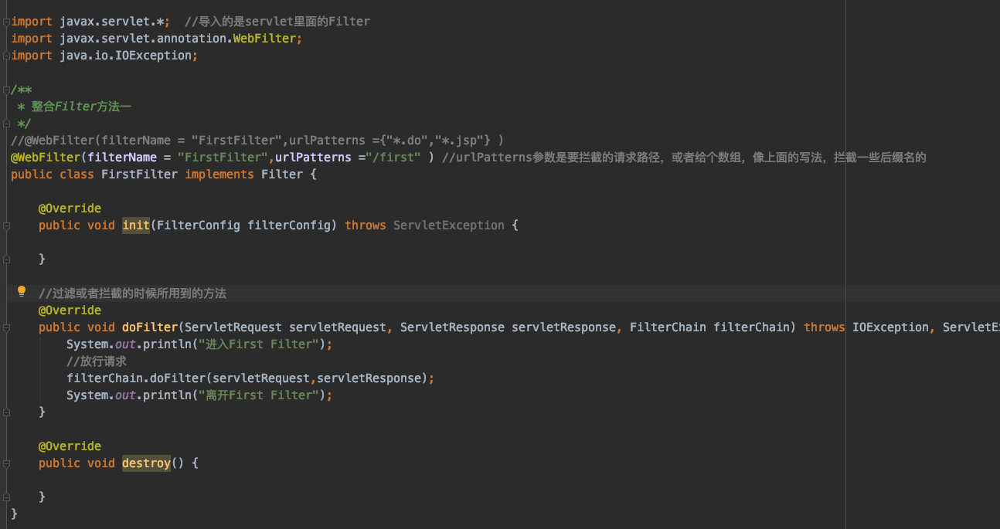 import javax.servlet.*;  //导入的是servlet里面的Filter
import javax.servlet.annotation.WebFilter;
import java.io.IOException;
/**
 * 整合Filter方法一
 */
//@WebFilter(filterName = "FirstFilter",urlPatterns ={"*.do","*.jsp"} )
@WebFilter(filterName = "FirstFilter",urlPatterns ="/first" ) //urlPatterns参数是要拦截的请求路径，或者给个数组，像上面的写法，拦截一些后缀名的
public class FirstFilter implements Filter {
    @Override
    public void init(FilterConfig filterConfig) throws ServletException {
    }
    //过滤或者拦截的时候所用到的方法
    @Override
    public void doFilter(ServletRequest servletRequest, ServletResponse servletResponse, FilterChain filterChain) throws IOException, ServletE
        System.out.println("进入First Filter");
        //放行请求
        filterChain.doFilter(servletRequest,servletResponse);
        System.out.println("离开First Filter");
    }
    @Override
    public void destroy() {
    }
}